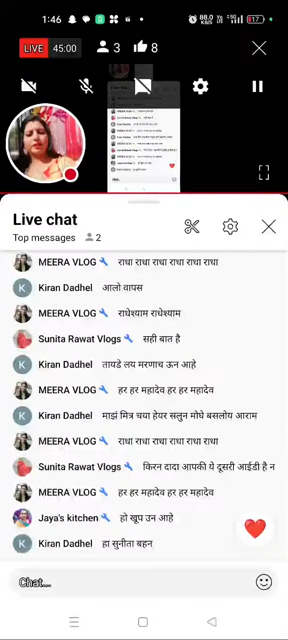 1:46
88.0
17
LIVE 45:00 3 8
Live chat
Live chat
Top messages 2
MEERA VLOG राधा राधा राधा राधा राधा राधा
K Kiran Dadhel आलो वापस
MEERA VLOG राधेश्याम राधेश्याम
Sunita Rawat Vlogs सही बात है
K Kiran Dadhel तायडे लय मरणाच ऊन आहे
MEERA VLOG हर हर महादेव हर हर महादेव
K Kiran Dadhel माझं मित्र चया हेयर सलुन मोघे बसलोय आराम
MEERA VLOG राधा राधा राधा राधा राधा राधा
Sunita Rawat Vlogs किरन दादा आपकी ये दूसरी आईडी है न
MEERA VLOG हर हर महादेव हर हर महादेव
Jaya's kitchen हो खुप उन आहे
K Kiran Dadhel हा सुनीता बहन
Chat...